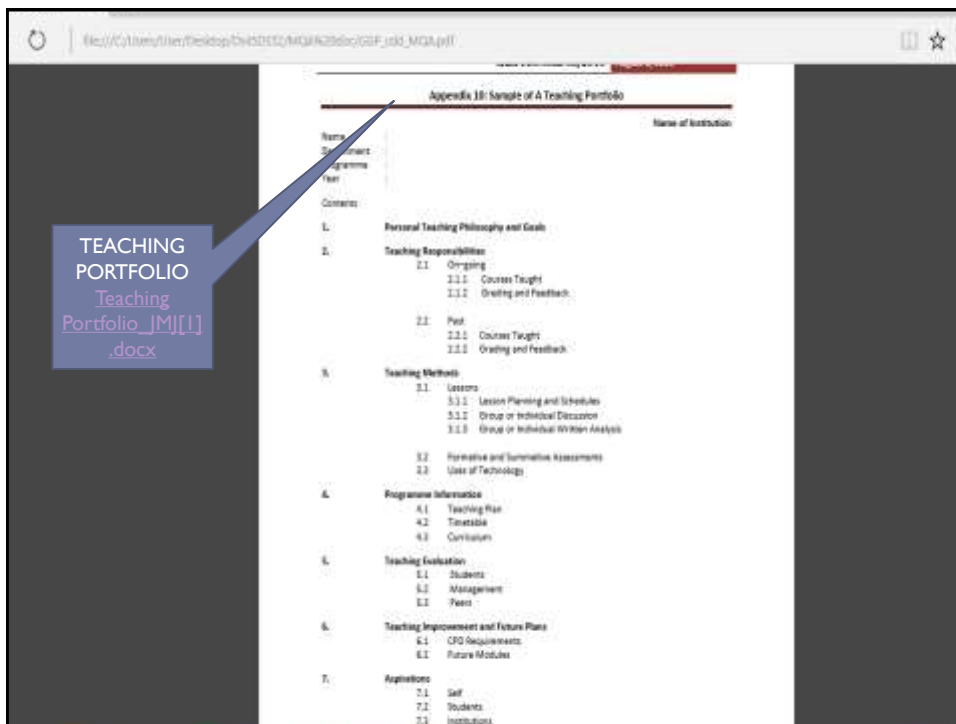 Appendix 10: Sample of A Teaching Portfolio
Name of Institution
Name :
Department :
Programme :
Year :
Contents
1. Personal Teaching Philosophy and Goals
2. Teaching Responsibilities
2.1 On-going
2.1.1 Courses Taught
2.1.2 Grading and Feedback
2.2 Past
2.2.1 Courses Taught
2.2.2 Grading and Feedback
3. Teaching Methods
3.1 Lessons
3.1.1 Lesson Planning and Schedules
3.1.2 Group or Individual Discussion
3.1.3 Group or Individual Written Analysis
3.2 Formative and Summative Assessments
3.3 Uses of Technology
4. Programme Information
4.1 Teaching Plan
4.2 Timetable
4.3 Curriculum
5. Teaching Evaluation
5.1 Students
5.2 Management
5.3 Peers
6. Teaching Improvement and Future Plans
6.1 CPD Requirements
6.2 Future Modules
7. Aspirations
7.1 Self
7.2 Students
7.3 Institutions
TEACHING
PORTFOLIO
Teaching
Portfolio_JMJ[1]
.docx